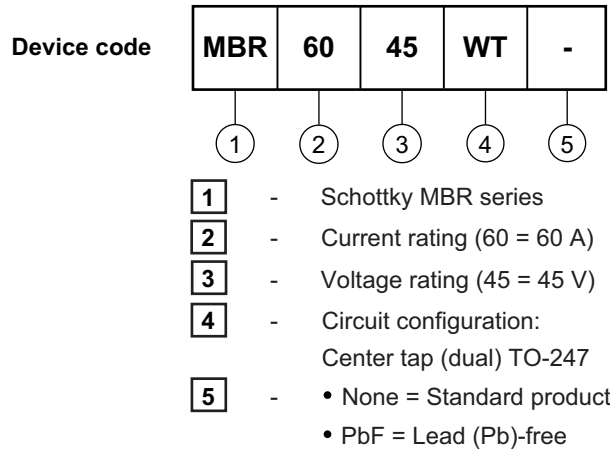 Device code MBR 60 45 WT -
1 2 3 4 5
1 - Schottky MBR series
2 - Current rating (60 = 60 A)
3 - Voltage rating (45 = 45 V)
4 - Circuit configuration:
Center tap (dual) TO-247
5 - • None = Standard product
• PbF = Lead (Pb)-free